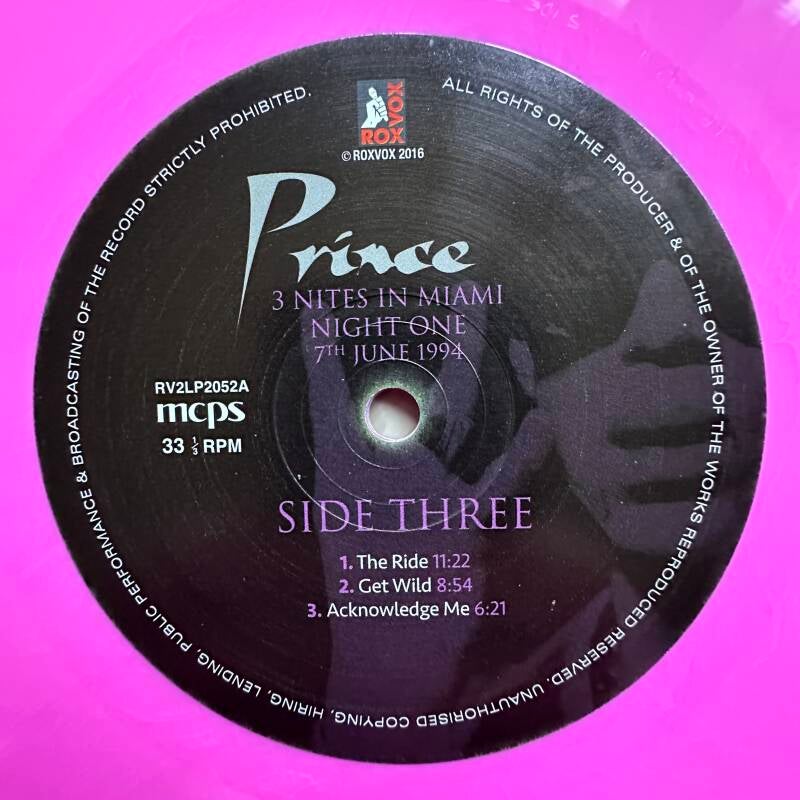 ROX VOX
© ROXVOX 2016
Prince
3 NITES IN MIAMI
NIGHT ONE
7TH JUNE 1994
RV2LP2052A
mcps
33 1/3 RPM
SIDE THREE
1. The Ride 11:22
2. Get Wild 8:54
3. Acknowledge Me 6:21
ALL RIGHTS OF THE PRODUCER & OF THE OWNER OF THE WORKS REPRODUCED RESERVED. UNAUTHORISED COPYING, HIRING, LENDING, PUBLIC PERFORMANCE & BROADCASTING OF THE RECORD STRICTLY PROHIBITED.